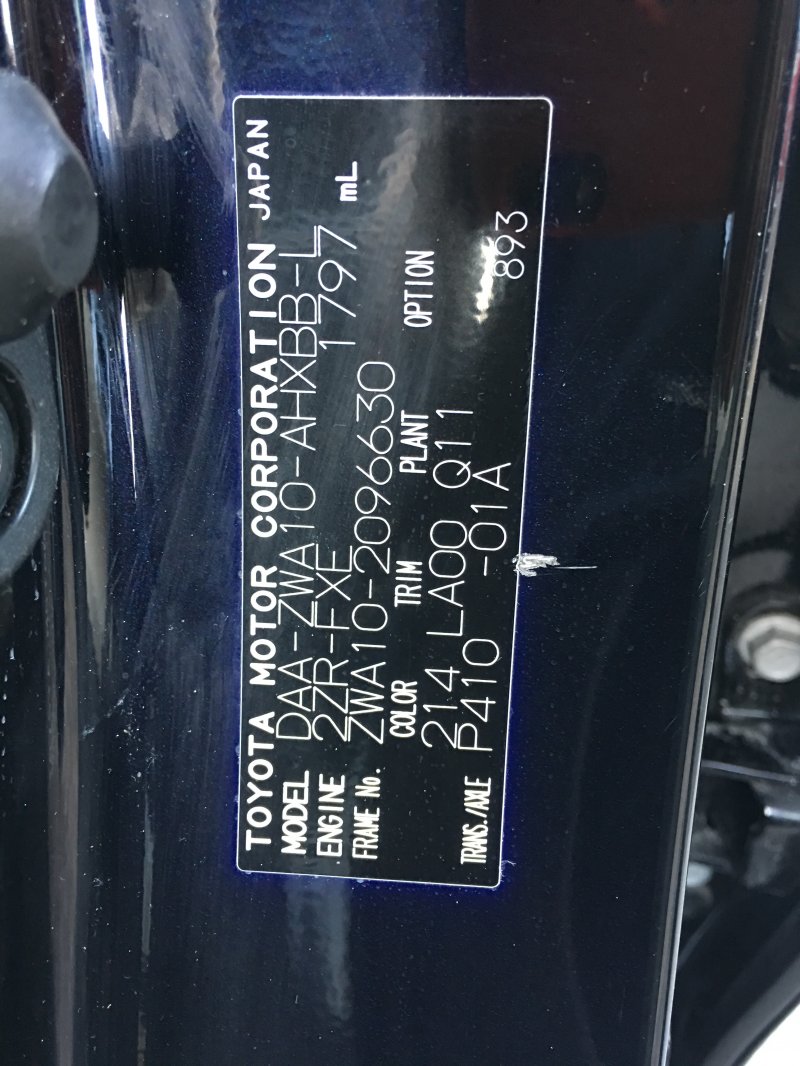 TOYOTA MOTOR CORPORATION JAPAN
MODEL DAA-ZWA10-AHXBB-L
ENGINE 2ZR-FXE 1797 mL
FRAME No. ZWA10-2096630
COLOR TRIM PLANT OPTION
214 LA00 Q11
TRANS./AXLE P410 -01A 893